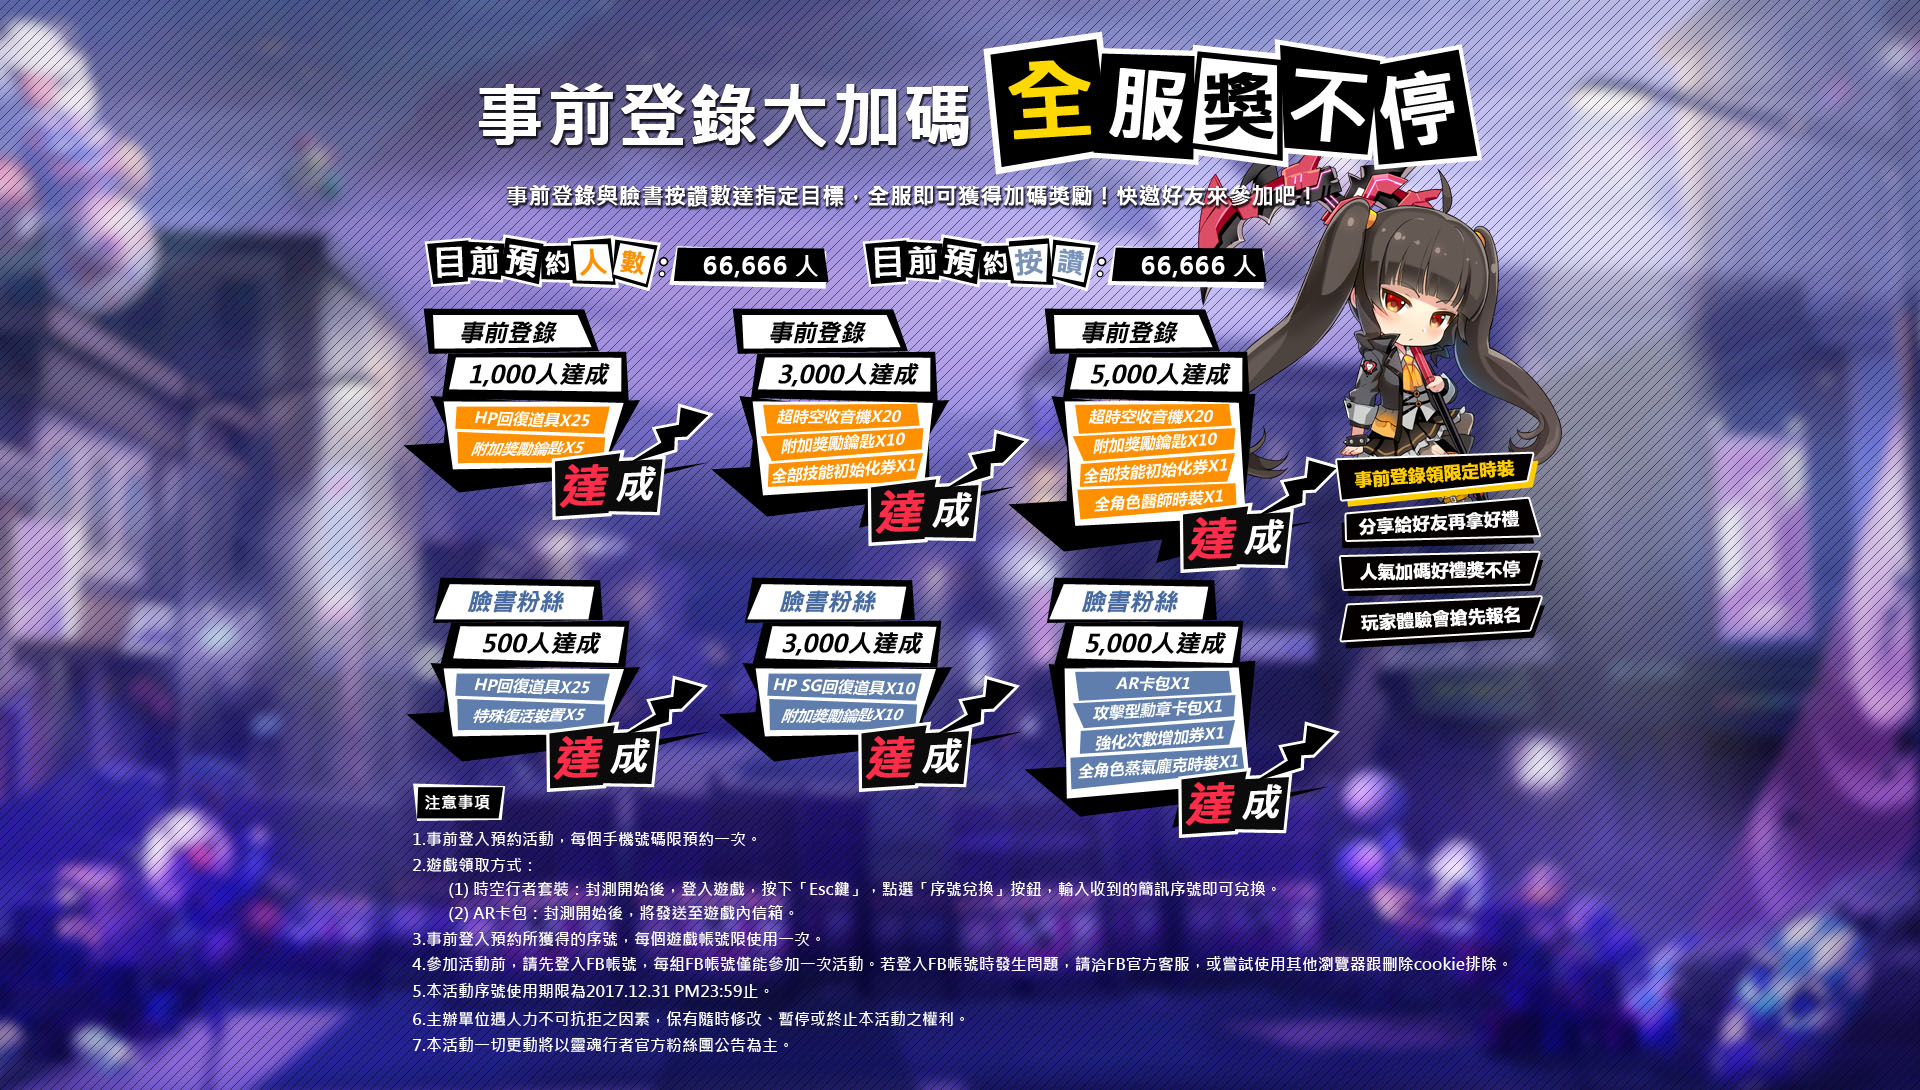 事前登錄大加碼 全服獎不停
事前登錄與臉書按讚數達指定目標，全服即可獲得加碼獎勵！快邀好友來參加吧！
目前預約人數： 66,666 人
目前預約按讚： 66,666 人
事前登錄
1,000人達成
HP回復道具X25
附加獎勵鑰匙X5
達成
事前登錄
3,000人達成
超時空收音機X20
附加獎勵鑰匙X10
全部技能初始化券X1
達成
事前登錄
5,000人達成
超時空收音機X20
附加獎勵鑰匙X10
全部技能初始化券X1
全角色醫師時裝X1
達成
事前登錄領限定時裝
分享給好友再拿好禮
人氣加碼好禮獎不停
玩家體驗會搶先報名
臉書粉絲
500人達成
HP回復道具X25
特殊復活裝置X5
達成
臉書粉絲
3,000人達成
HP SG回復道具X10
附加獎勵鑰匙X10
達成
臉書粉絲
5,000人達成
AR卡包X1
攻擊型勳章卡包X1
強化次數增加券X1
全角色蒸氣龐克時裝X1
達成
注意事項
1.事前登入預約活動，每個手機號碼限預約一次。
2.遊戲領取方式：
(1) 時空行者套裝：封測開始後，登入遊戲，按下「Esc鍵」，點選「序號兌換」按鈕，輸入收到的簡訊序號即可兌換。
(2) AR卡包：封測開始後，將發送至遊戲內信箱。
3.事前登入預約所獲得的序號，每個遊戲帳號限使用一次。
4.參加活動前，請先登入FB帳號，每組FB帳號僅能參加一次活動。若登入FB帳號時發生問題，請洽FB官方客服，或嘗試使用其他瀏覽器跟刪除cookie排除。
5.本活動序號使用期限為2017.12.31 PM23:59止。
6.主辦單位遇人力不可抗拒之因素，保有隨時修改、暫停或終止本活動之權利。
7.本活動一切更動將以靈魂行者官方粉絲團公告為主。